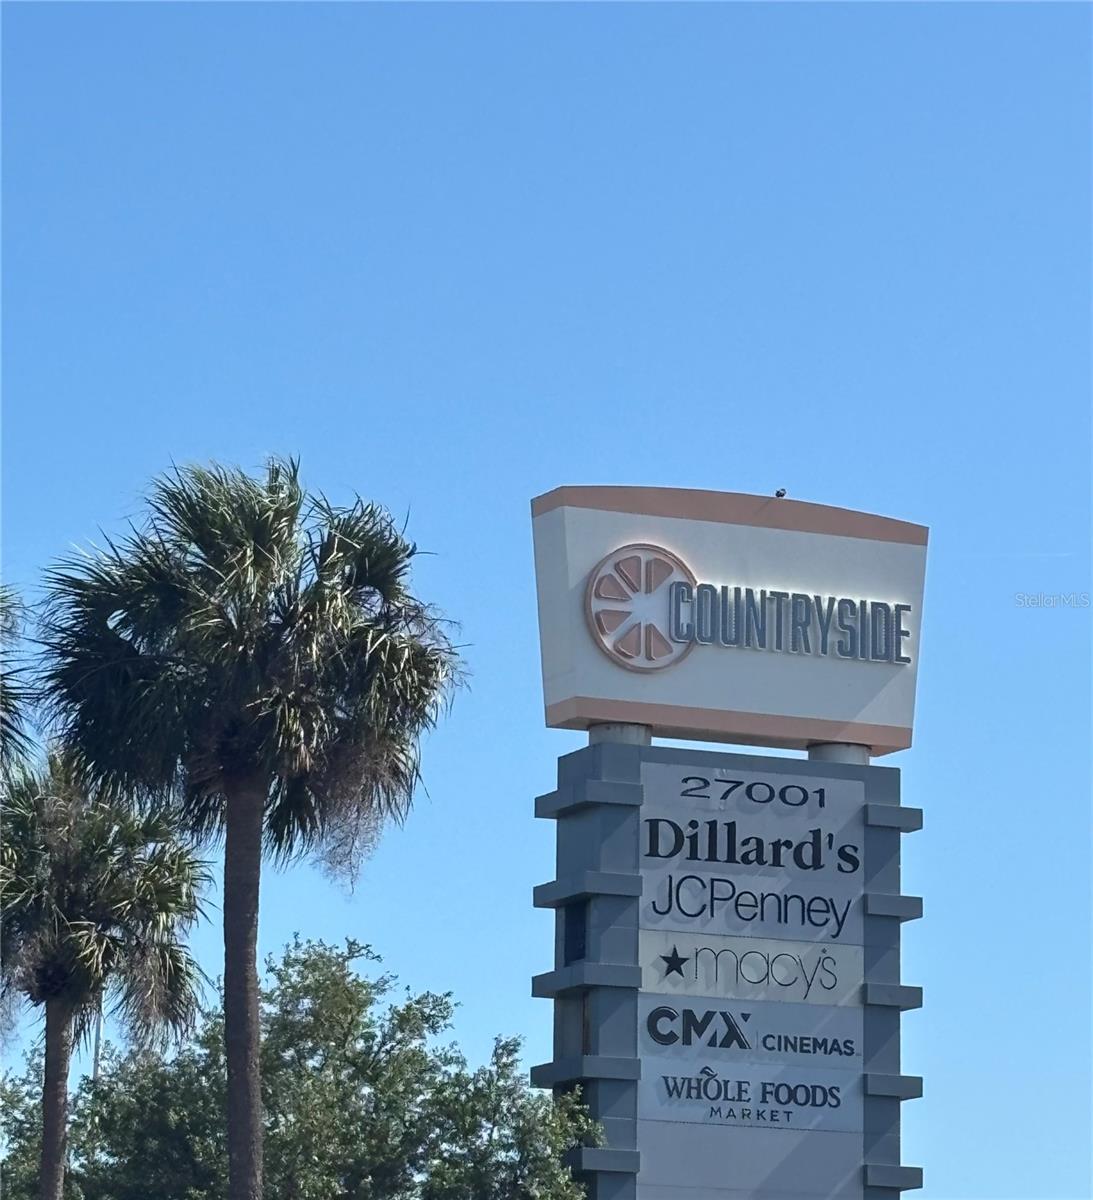 COUNTRYSIDE
StellarMLS
27001
Dillard's
JCPenney
macy's
CMX CINEMAS
WHOLE FOODS
MARKET